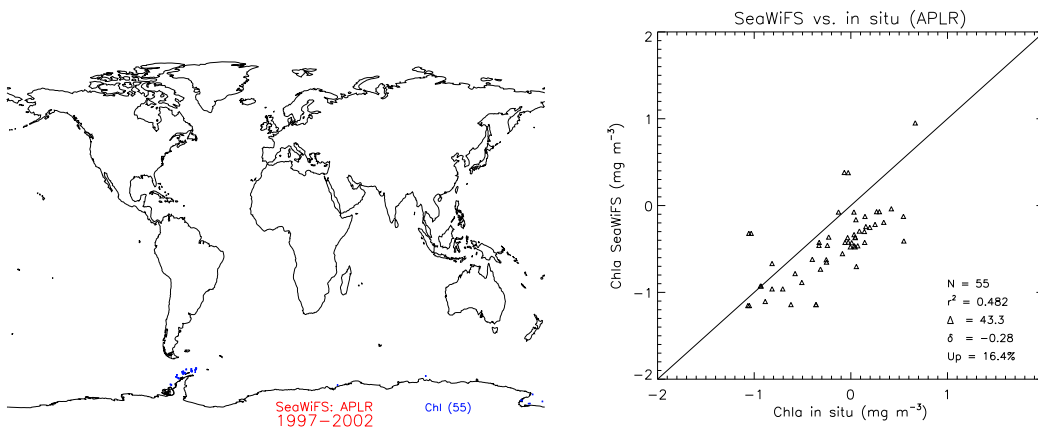 SeaWiFS: APLR
1997−2002
Chl (55)
SeaWiFS vs. in situ (APLR)
2
1
0
−1
−2
Chla SeaWiFS (mg m⁻³)
N = 55
r² = 0.482
Δ = 43.3
δ = −0.28
Up = 16.4%
−2
−1
0
1
Chla in situ (mg m⁻³)